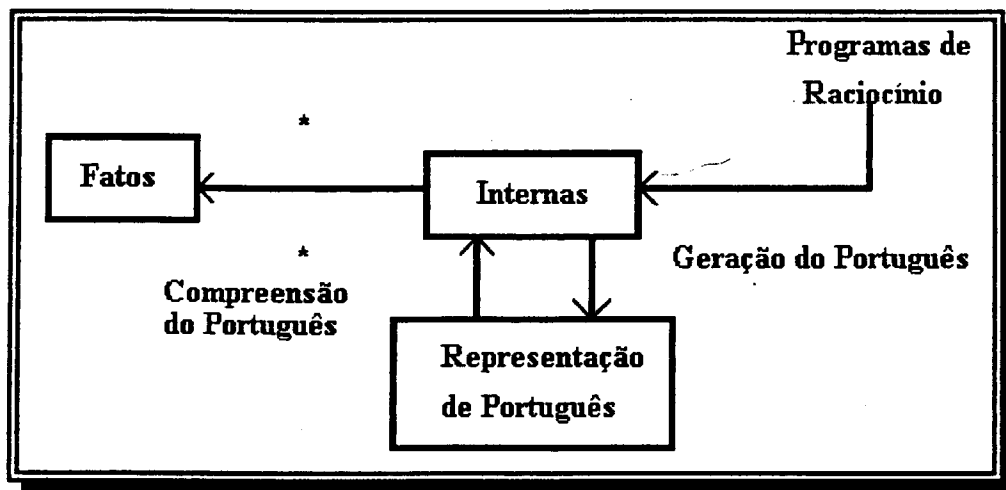 Programas de
Raciocínio
*
Fatos
Internas
*
Geração do Português
Compreensão
do Português
Representação
de Português